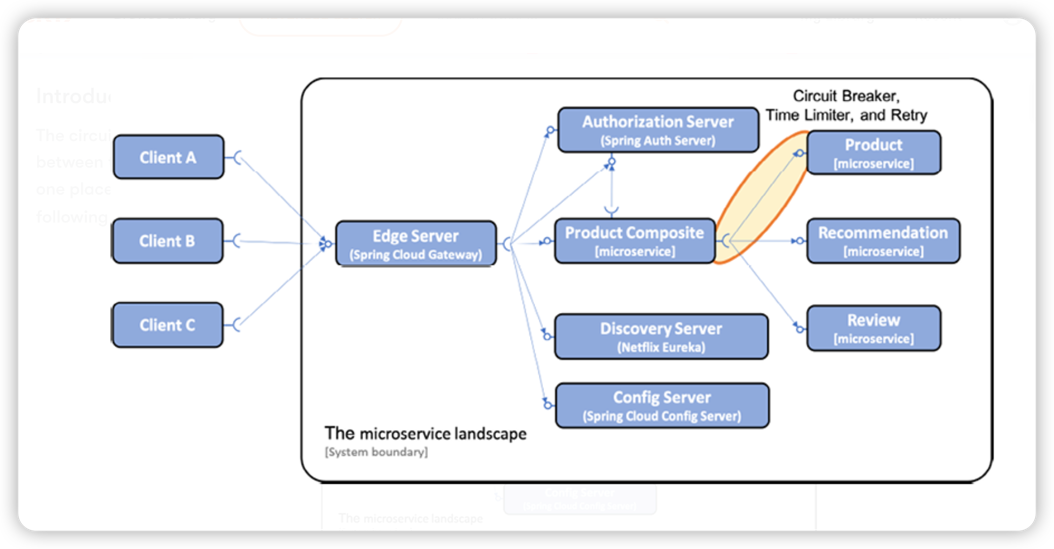 Introdu
The circui
between
one place
following
Circuit Breaker,
Time Limiter, and Retry
Client A
Client B
Client C
Edge Server
(Spring Cloud Gateway)
Authorization Server
(Spring Auth Server)
Product Composite
[microservice]
Discovery Server
(Netflix Eureka)
Config Server
(Spring Cloud Config Server)
Product
[microservice]
Recommendation
[microservice]
Review
[microservice]
The microservice landscape
[System boundary]
Config Server
The microservice landscape